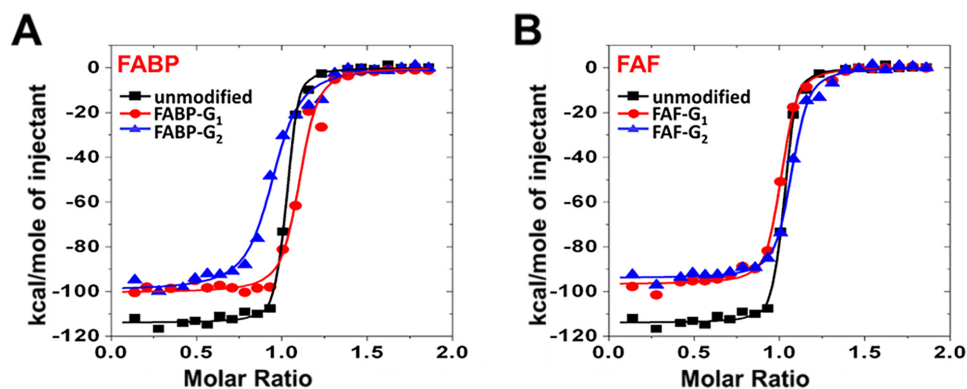 A
FABP
unmodified
FABP-G₁
FABP-G₂
kcal/mole of injectant
0
-20
-40
-60
-80
-100
-120
0.0 0.5 1.0 1.5 2.0
Molar Ratio
B
FAF
unmodified
FAF-G₁
FAF-G₂
kcal/mole of injectant
0
-20
-40
-60
-80
-100
-120
0.0 0.5 1.0 1.5 2.0
Molar Ratio